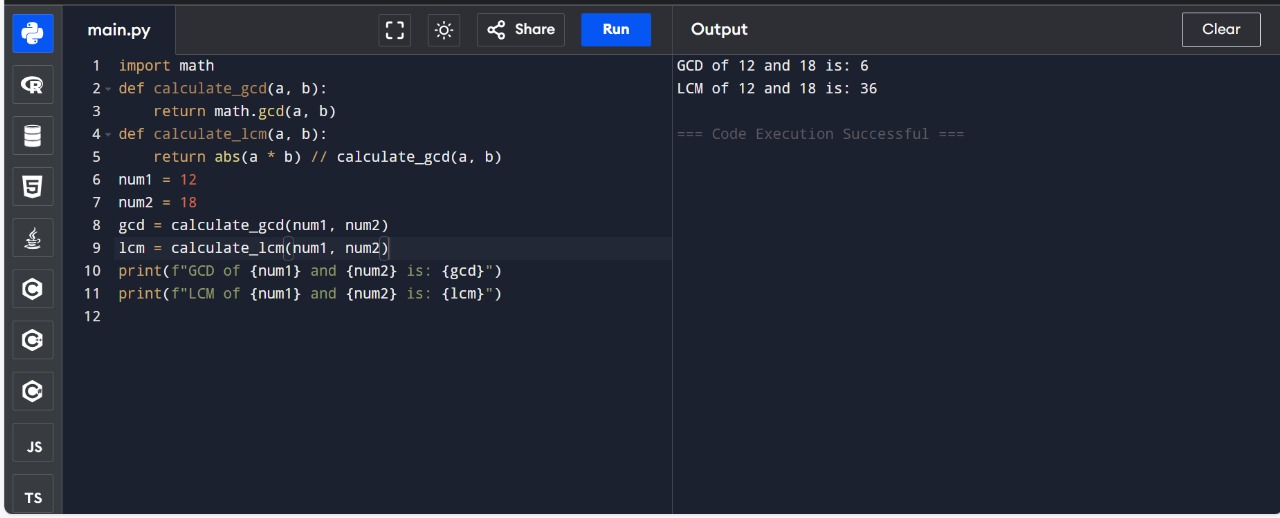 main.py
Share
Run
Output
Clear
1 import math
2 def calculate_gcd(a, b):
3     return math.gcd(a, b)
4 def calculate_lcm(a, b):
5     return abs(a * b) // calculate_gcd(a, b)
6 num1 = 12
7 num2 = 18
8 gcd = calculate_gcd(num1, num2)
9 lcm = calculate_lcm(num1, num2)
10 print(f"GCD of {num1} and {num2} is: {gcd}")
11 print(f"LCM of {num1} and {num2} is: {lcm}")
12
GCD of 12 and 18 is: 6
LCM of 12 and 18 is: 36
=== Code Execution Successful ===
R
5
C
C
C
JS
TS